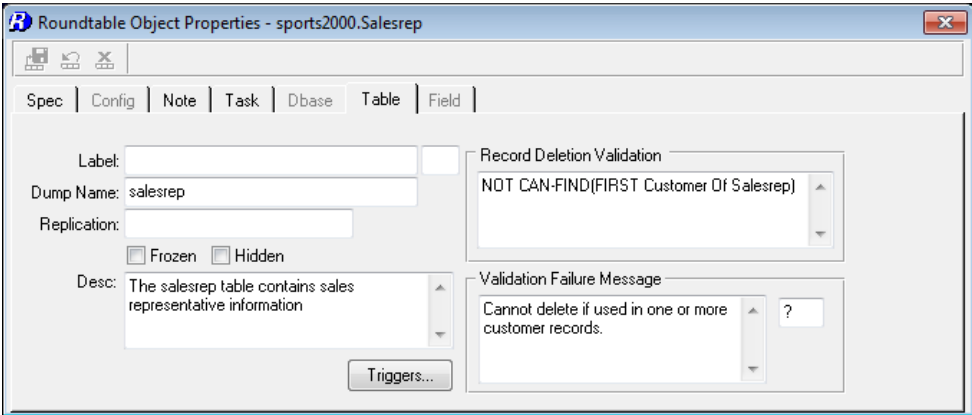 Roundtable Object Properties - sports2000.Salesrep
Spec Config Note Task Dbase Table Field
Label:
Dump Name: salesrep
Replication:
Frozen Hidden
Desc: The salesrep table contains sales
representative information
Triggers...
Record Deletion Validation
NOT CAN-FIND(FIRST Customer Of Salesrep)
Validation Failure Message
Cannot delete if used in one or more
customer records.
?